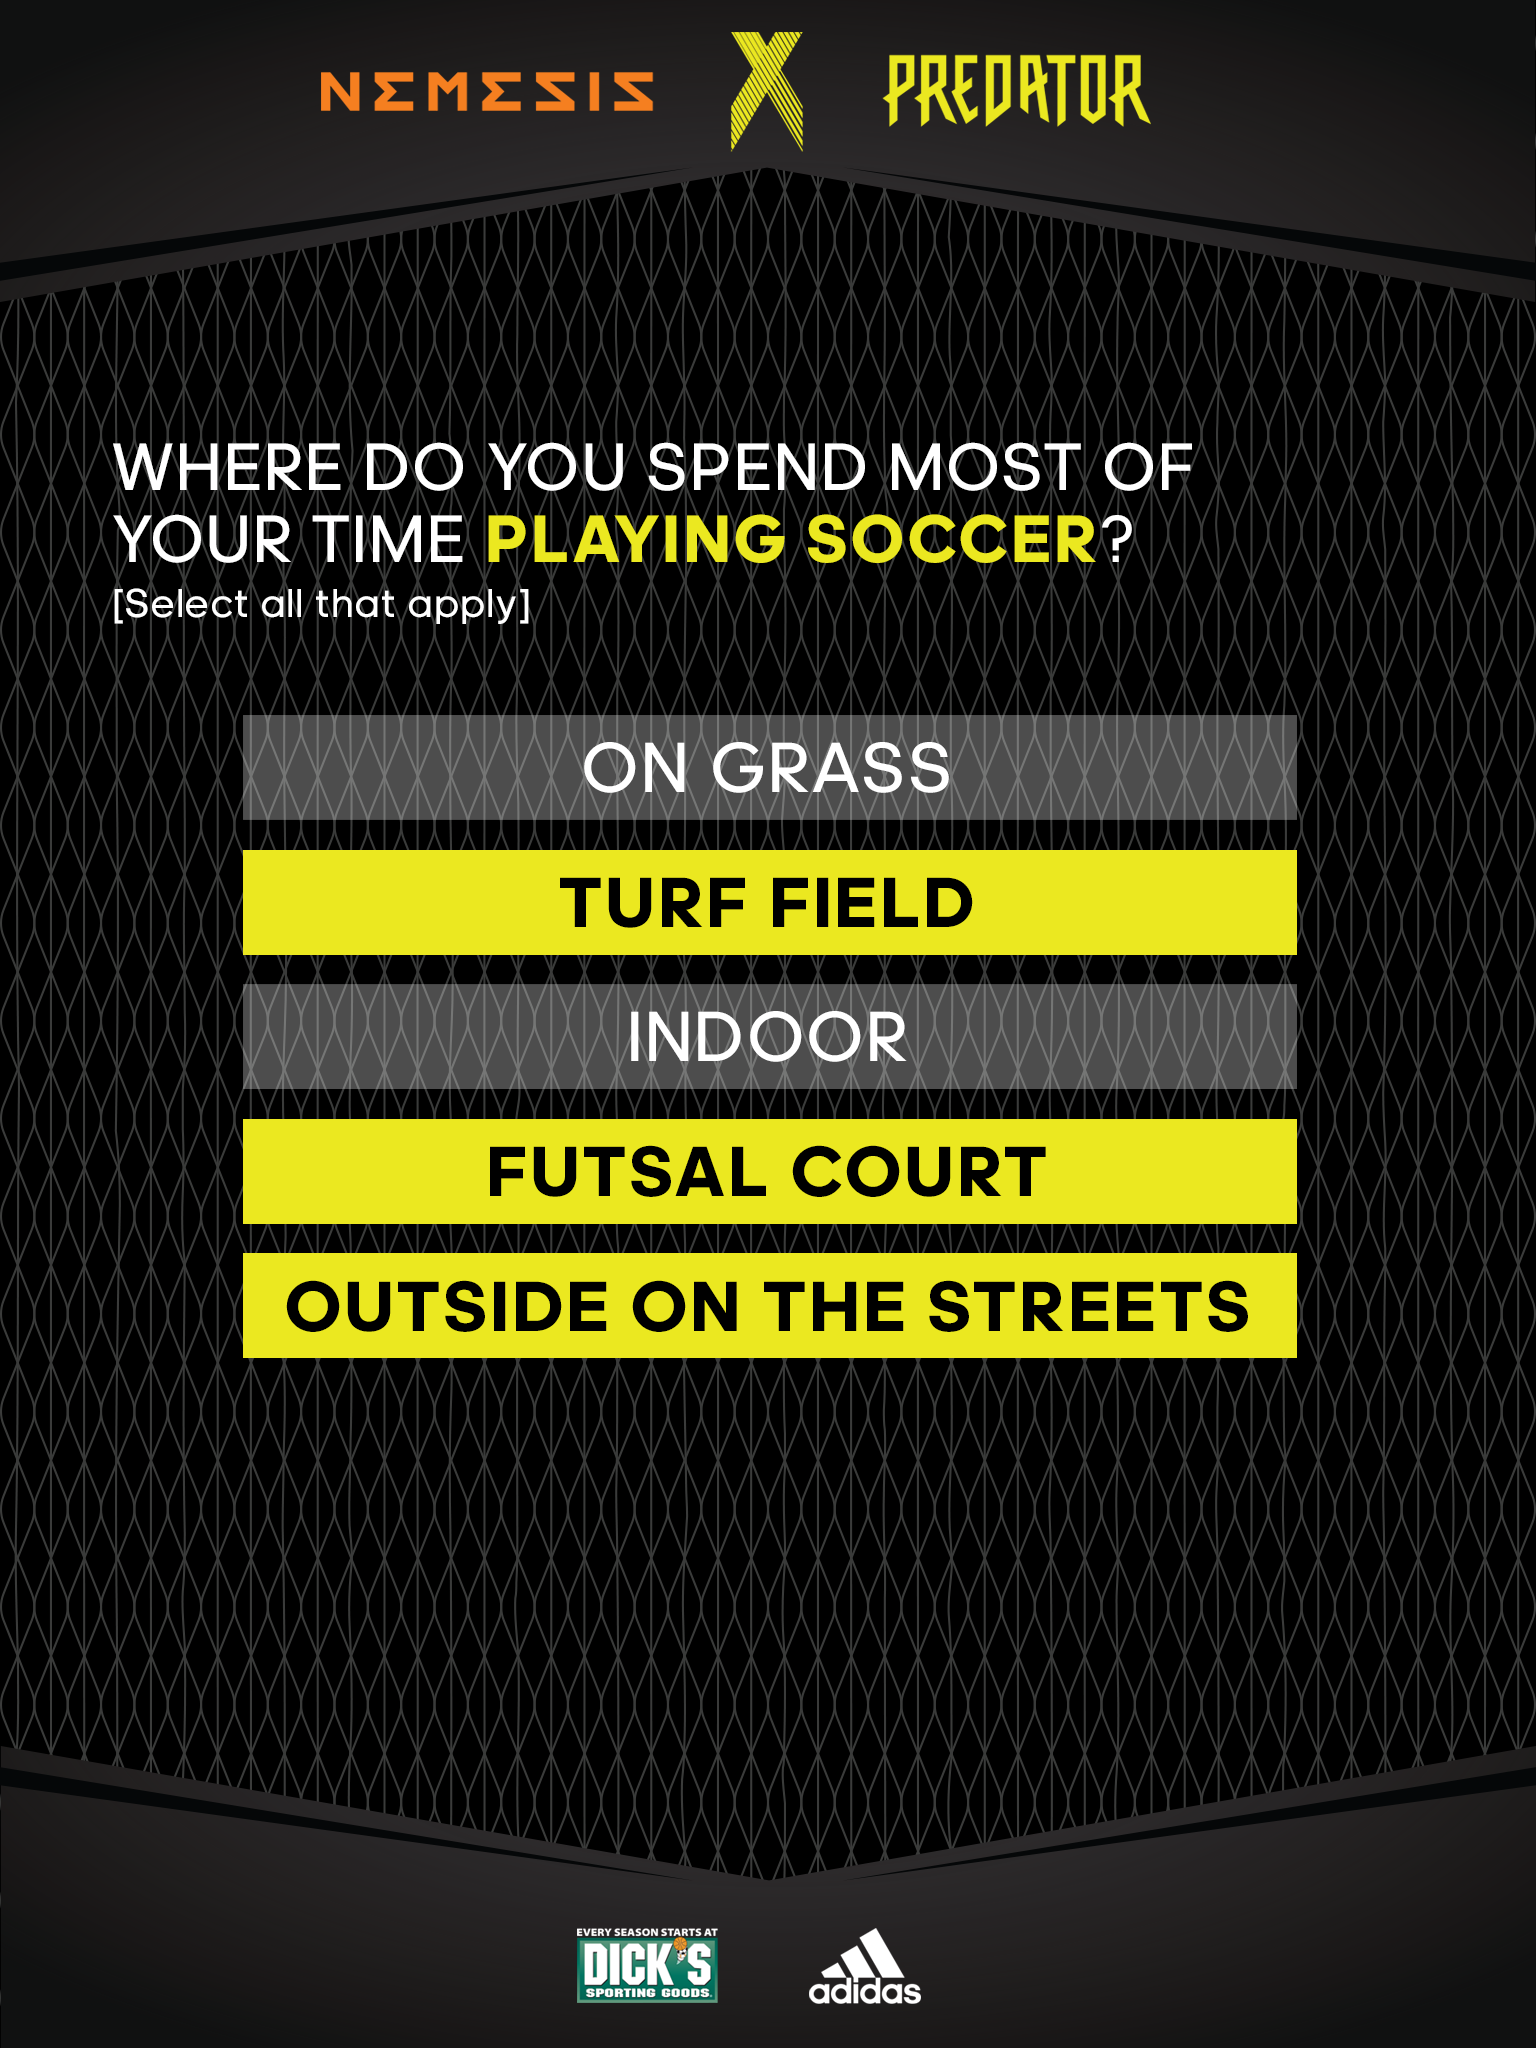 NEMESIS X PREDATOR
WHERE DO YOU SPEND MOST OF
YOUR TIME PLAYING SOCCER?
[Select all that apply]
ON GRASS
TURF FIELD
INDOOR
FUTSAL COURT
OUTSIDE ON THE STREETS
EVERY SEASON STARTS AT
DICK'S
SPORTING GOODS
adidas